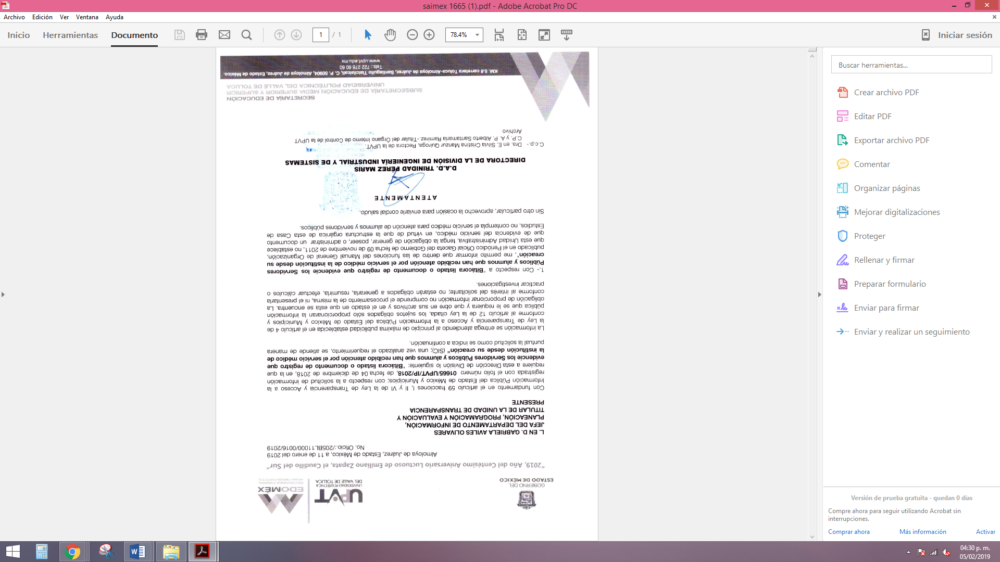 saimex 1665 (1).pdf - Adobe Acrobat Pro DC
Archivo Edición Ver Ventana Ayuda
Inicio Herramientas Documento 1 / 1 78.4% Iniciar sesión
GOBIERNO DEL
ESTADO DE MÉXICO
UPVT
UNIVERSIDAD POLITÉCNICA
DEL VALLE DE TOLUCA
EDOMÉX
DECISIONES FIRMES, RESULTADOS FUERTES.
"2019, Año del Centésimo Aniversario Luctuoso de Emiliano Zapata, el Caudillo del Sur"
Almoloya de Juárez, Estado de México, a 11 de enero del 2019
No. Oficio.:/205BL11000/0016/2019
L. EN D. GABRIELA AVILES OLIVARES
JEFA DEL DEPARTAMENTO DE INFORMACIÓN,
PLANEACIÓN, PROGRAMACIÓN Y EVALUACIÓN Y
TITULAR DE LA UNIDAD DE TRANSPARENCIA
PRESENTE
Con fundamento en el artículo 59 fracciones I, II y VI de la Ley de Transparencia y Acceso a la
Información Pública del Estado de México y Municipios; con respecto a la solicitud de información
registrada con el folio número 01665/UPVT/IP/2018, de fecha 04 de diciembre de 2018, en la que
requiere a esta Dirección de División lo siguiente: "Bitácora listado o documento de registro que
evidencie los Servidores Públicos y alumnos que han recibido atención por el servicio médico de
la institución desde su creación" (SIC); una vez analizado el requerimiento, se atiende de manera
puntual la solicitud como se indica a continuación.
La información se entrega atendiendo al principio de máxima publicidad establecida en el artículo 4 de
la Ley de Transparencia y Acceso a la Información Pública del Estado de México y Municipios y
conforme al artículo 12 de la Ley citada, los sujetos obligados sólo proporcionaran la información
pública que se le requiera y que obre en sus archivos y en el estado en que esta se encuentra. La
obligación de proporcionar información no comprende el procesamiento de la misma, ni el presentarla
conforme al interés del solicitante; no estarán obligados a generarla, resumirla, efectuar cálculos o
practicar investigaciones.
1.- Con respecto a "Bitácora listado o documento de registro que evidencie los Servidores
Públicos y alumnos que han recibido atención por el servicio médico de la institución desde su
creación", me permito informar que dentro de las funciones del Manual General de Organización,
publicado en el Periódico Oficial Gaceta del Gobierno de fecha 09 de noviembre de 2011, no establece
que esta Unidad Administrativa, tenga la obligación de generar, poseer, o administrar un documento
que de evidencia del servicio médico, en virtud de que la estructura orgánica de esta Casa de
Estudios, no contempla el servicio médico para atención de alumnos y servidores públicos.
Sin otro particular, aprovecho la ocasión para enviarle cordial saludo.
ATENTAMENTE
D.A.D. TRINIDAD PÉREZ MARIS
DIRECTORA DE LA DIVISIÓN DE INGENIERÍA INDUSTRIAL Y DE SISTEMAS
C.c.p.- Dra. en E. Silvia Cristina Manzur Quiroga, Rectora de la UPVT.
C.P. y A. P. Alberto Santamaría Ramírez.-Titular del Órgano Interno de Control de la UPVT
Archivo
SECRETARÍA DE EDUCACIÓN
SUBSECRETARÍA DE EDUCACIÓN MEDIA SUPERIOR Y SUPERIOR
UNIVERSIDAD POLITÉCNICA DEL VALLE DE TOLUCA
KM. 5.6 carretera Toluca-Almoloya de Juárez, Santiaguito Tlalcilalcali, C. P. 50904, Almoloya de Juárez, Estado de México.
Tels.: 722 276 60 60
www.upvt.edu.mx
Buscar herramientas...
Crear archivo PDF
Editar PDF
Exportar archivo PDF
Comentar
Organizar páginas
Mejorar digitalizaciones
Proteger
Rellenar y firmar
Preparar formulario
Enviar para firmar
Enviar y realizar un seguimiento
Versión de prueba gratuita - quedan 0 días
Compre ahora para seguir utilizando Acrobat sin
interrupciones.
Comprar ahora Más información Activar
04:30 p. m.
05/02/2019